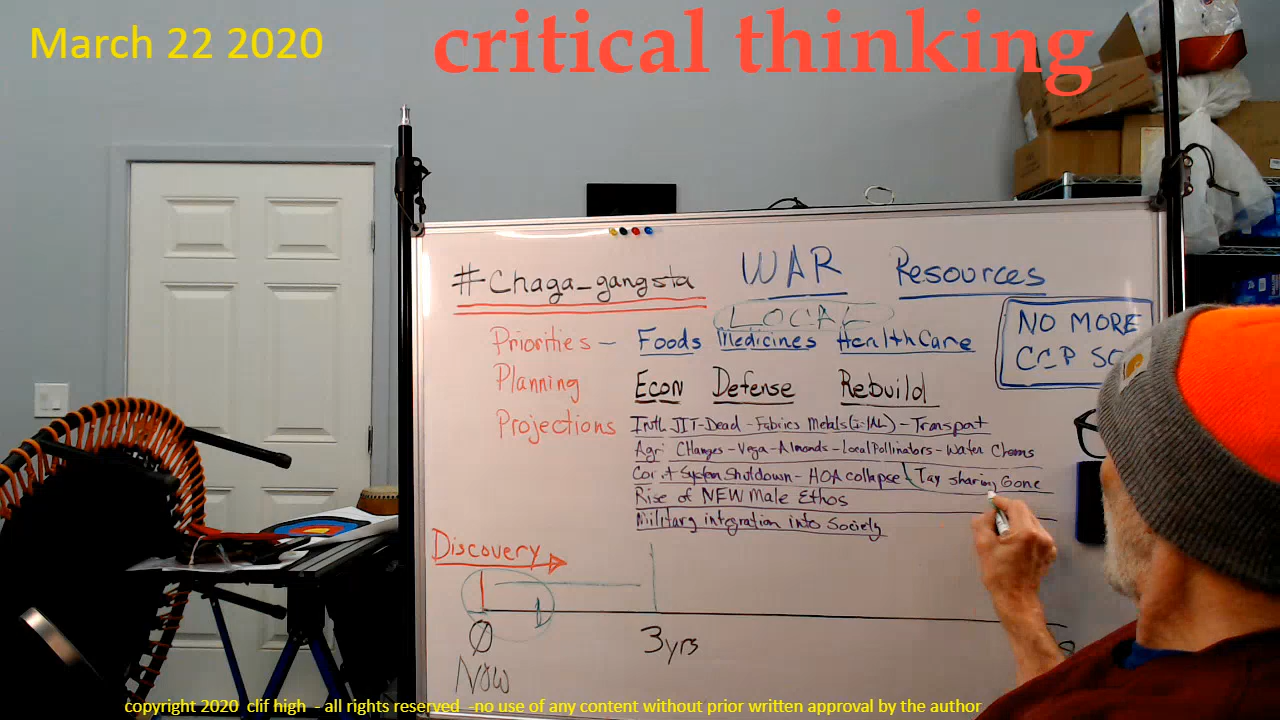 March 22 2020
critical thinking
#Chaga_gangsta
WAR Resources
LOCAL
NO MORE
CCP
Priorities - Foods Medicines HealthCare
Planning
Econ Defense Rebuild
Projections
Intl. JIT-Dead - Fabrics Metals - Transport
Agri CHanges - Vega - Almonds - Local Pollinators - Water Chems
System Shutdown - HOA collapse Tax sharing Gone
Rise of NEW Male Ethos
Military integration into Society
Discovery
Ø
3yrs
Now
copyright 2020 clif high - all rights reserved -no use of any content without prior written approval by the author